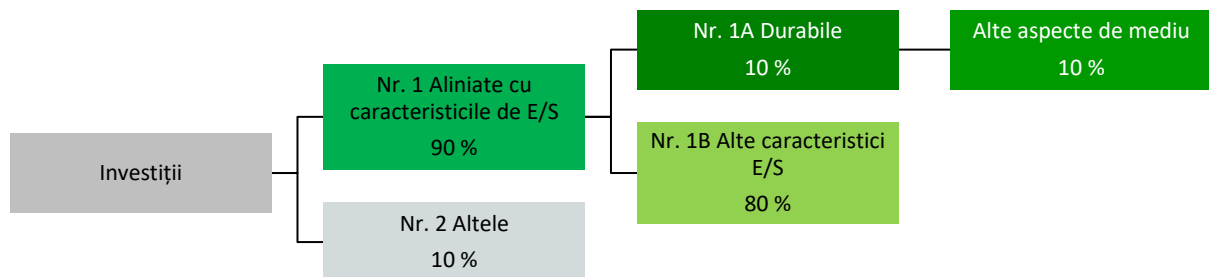 Investiții
Nr. 1 Aliniate cu
caracteristicile de E/S
90 %
Nr. 2 Altele
10 %
Nr. 1A Durabile
10 %
Nr. 1B Alte caracteristici
E/S
80 %
Alte aspecte de mediu
10 %